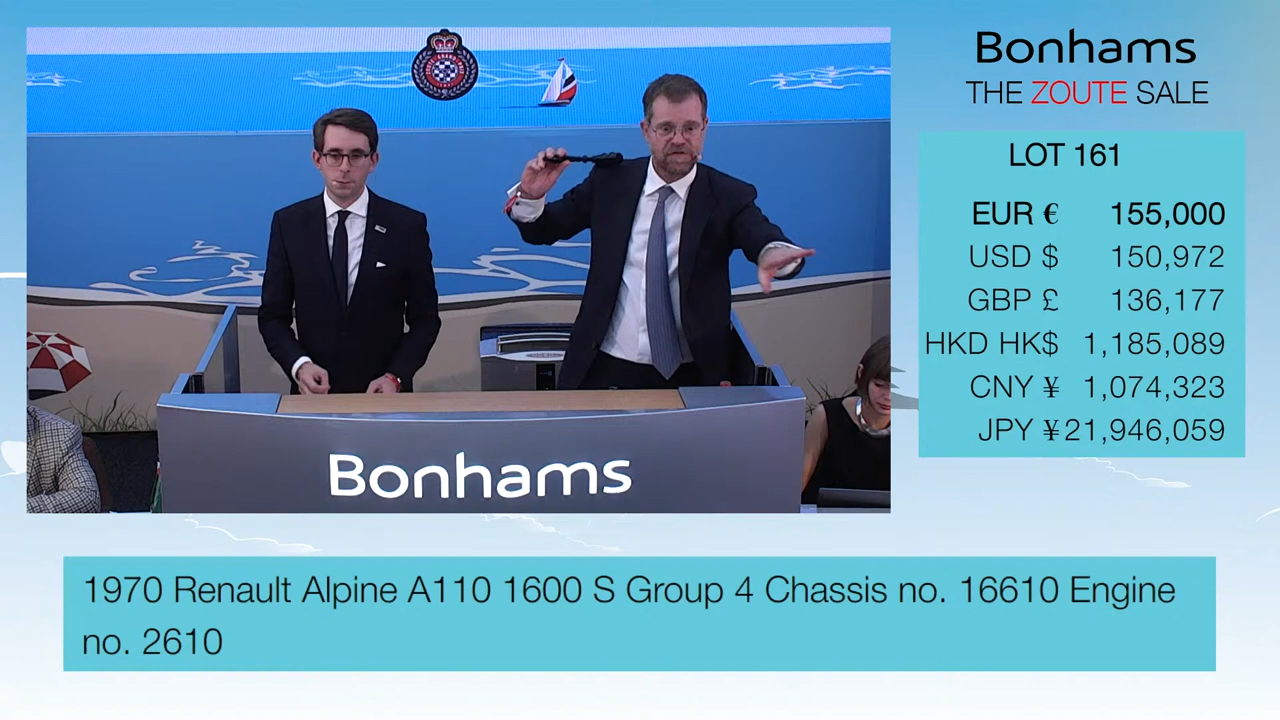 Bonhams
THE ZOUTE SALE
LOT 161
EUR € 155,000
USD $ 150,972
GBP £ 136,177
HKD HK$ 1,185,089
CNY ¥ 1,074,323
JPY ¥ 21,946,059
Bonhams
1970 Renault Alpine A110 1600 S Group 4 Chassis no. 16610 Engine
no. 2610